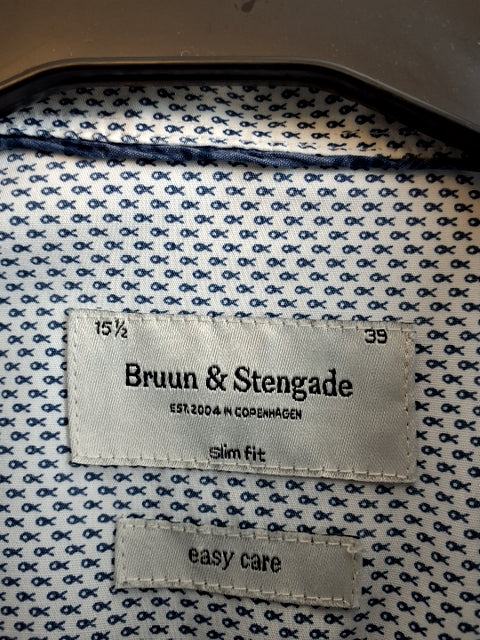 15½ 39
Bruun & Stengade
EST. 2004 IN COPENHAGEN
slim fit
easy care